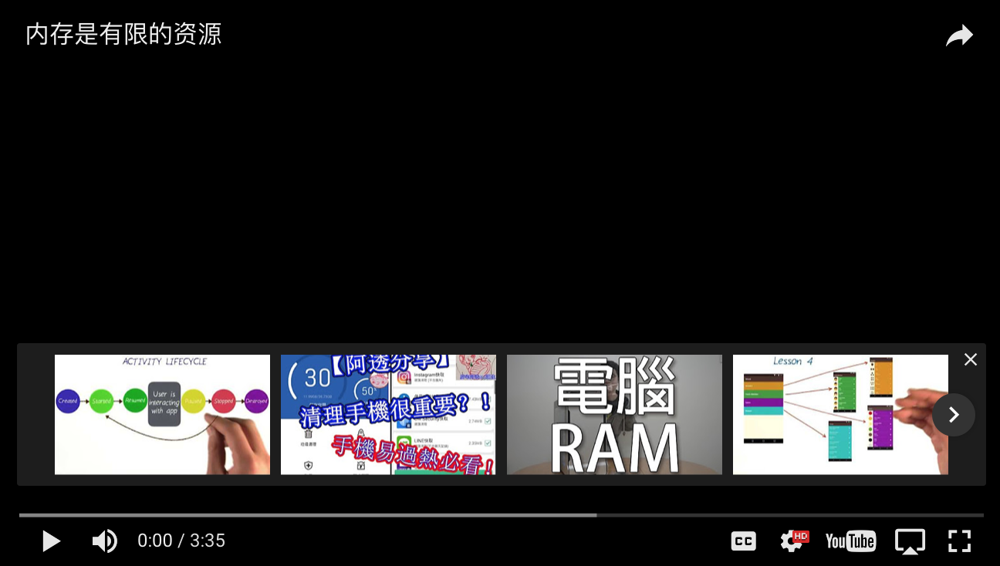 内存是有限的资源
ACTIVITY LIFECYCLE
Created
Started
Resumed
User is
interacting
with app
Paused
Stopped
Destroyed
【阿透分享】
30
50
Instagram快取
清理手機很重要?！
2.74MB
LINE快取
手機易過熱必看！
電腦
RAM
Lesson 4
0:00 / 3:35
CC
HD
YouTube